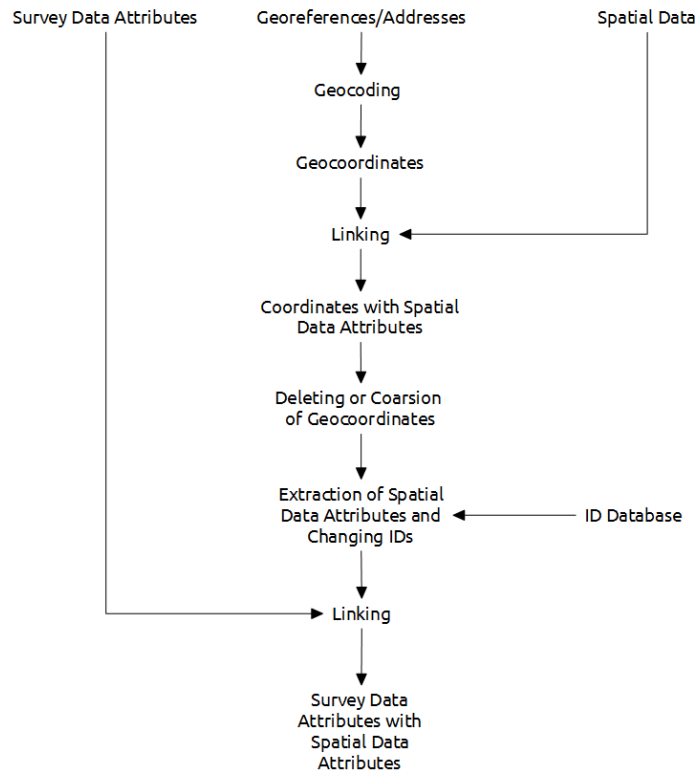 Survey Data Attributes
Georeferences/Addresses
Spatial Data
Geocoding
Geocoordinates
Linking
Coordinates with Spatial
Data Attributes
Deleting or Coarsion
of Geocoordinates
Extraction of Spatial
Data Attributes and
Changing IDs
ID Database
Linking
Survey Data
Attributes with
Spatial Data
Attributes